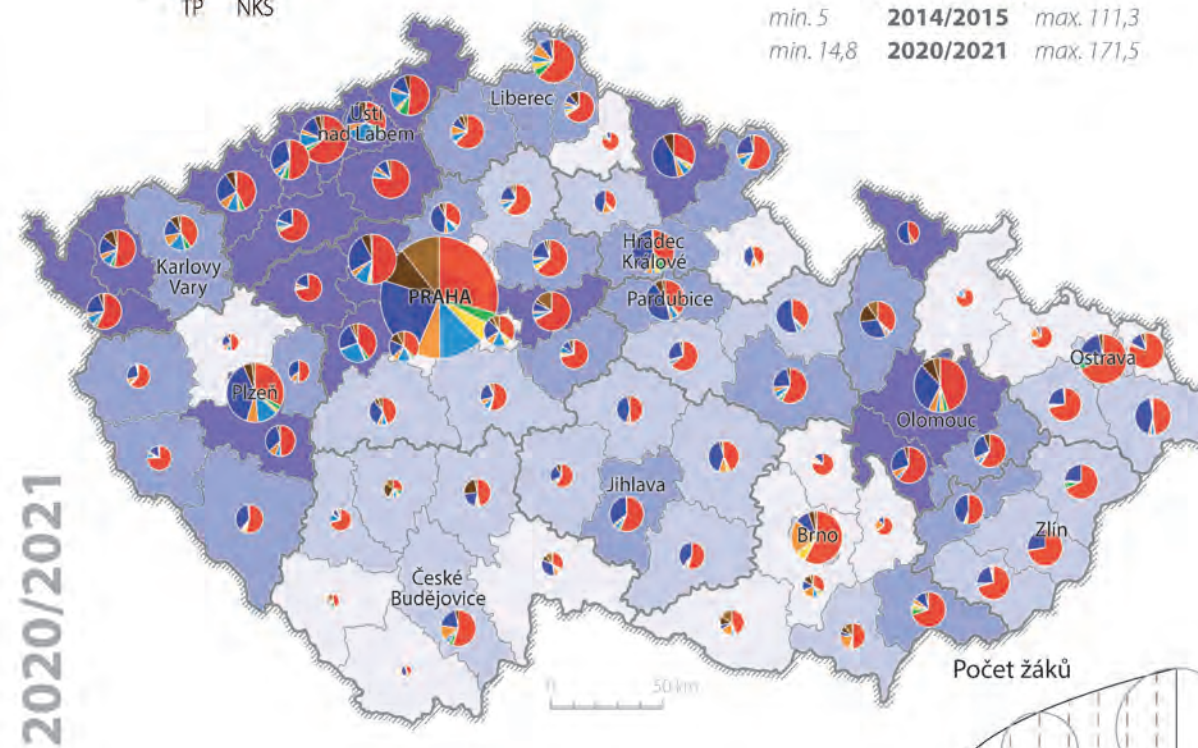 TP NKS
min. 5 2014/2015 max. 111,3
min. 14,8 2020/2021 max. 171,5
Liberec
Ústí
nad Labem
Karlovy
Vary
Hradec
Králové
PRAHA
Pardubice
Ostrava
Plzeň
Olomouc
Jihlava
Brno
Zlín
České
Budějovice
2020/2021
0 50 km
Počet žáků